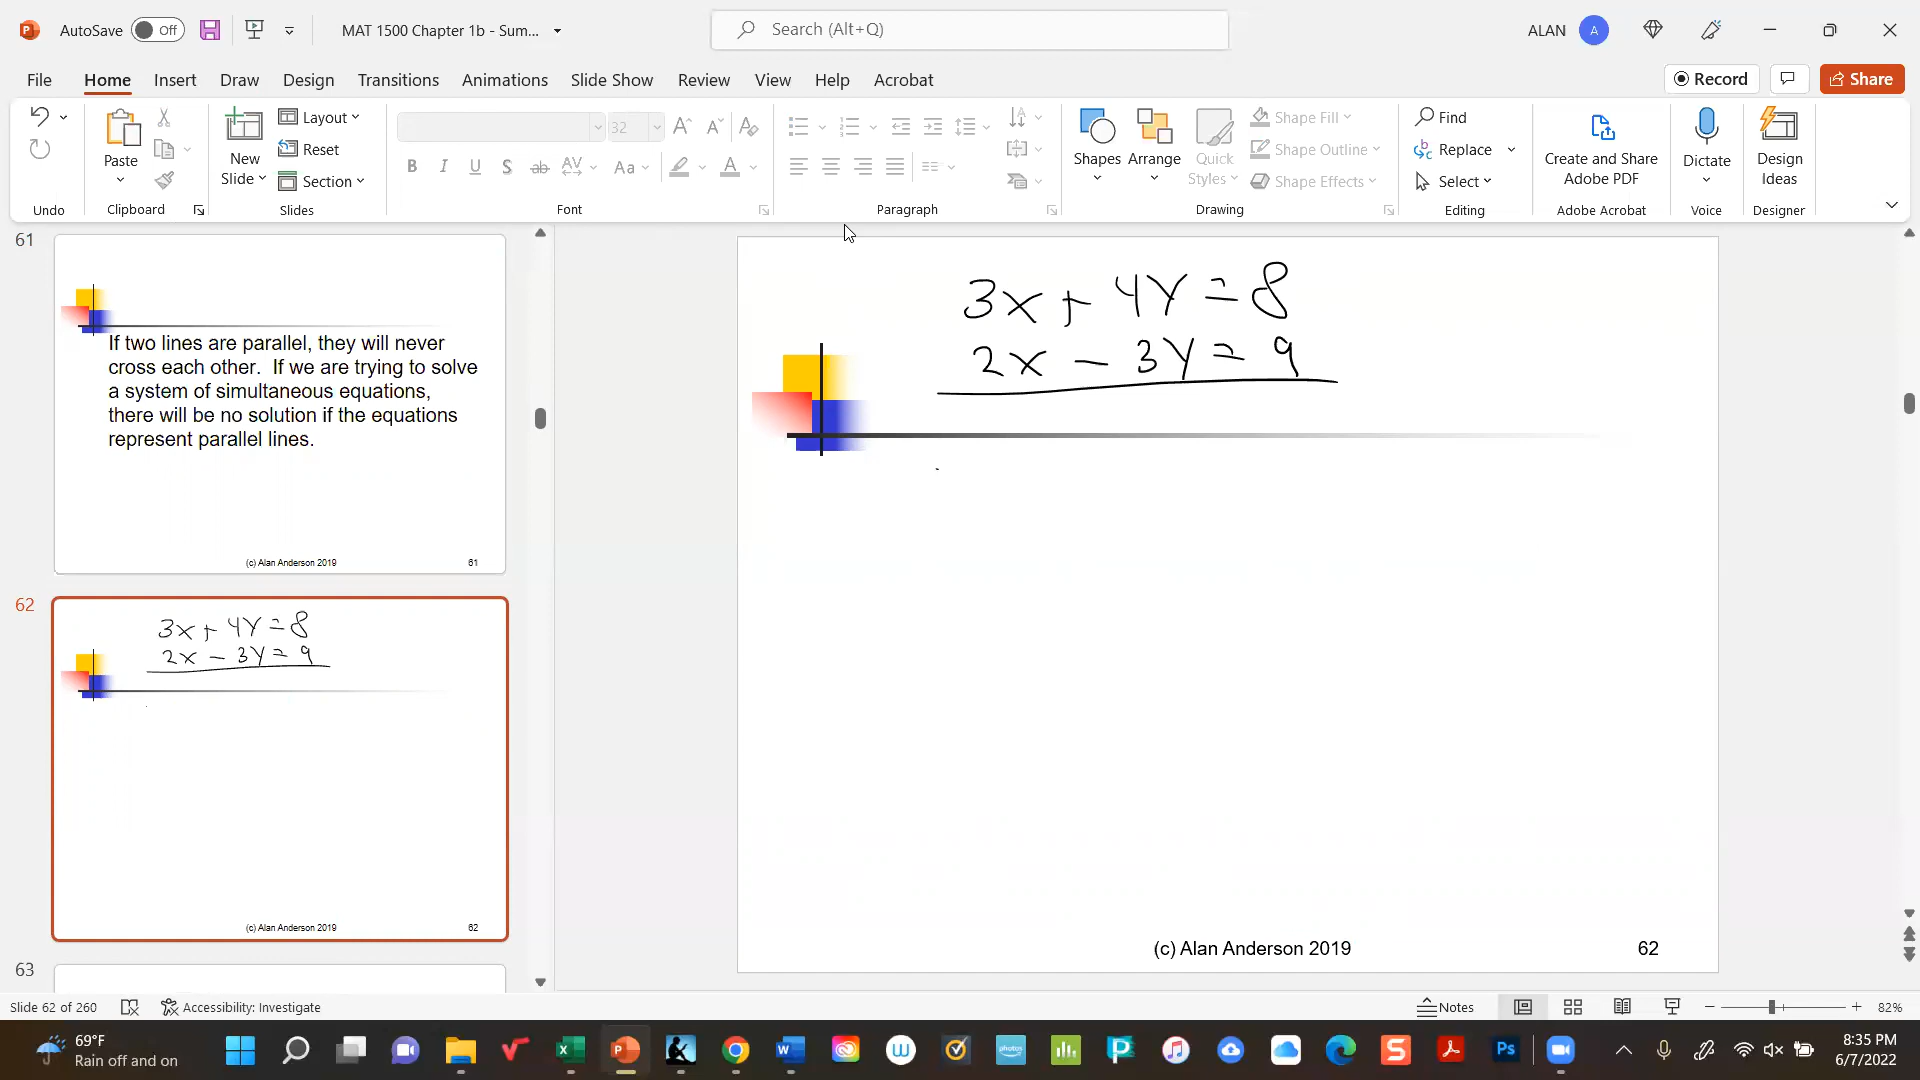 AutoSave Off MAT 1500 Chapter 1b - Sum... Search (Alt+Q) ALAN A
File Home Insert Draw Design Transitions Animations Slide Show Review View Help Acrobat Record Share
Paste New Slide Layout Reset Section 32 Shapes Arrange Quick Styles Shape Fill Shape Outline Shape Effects Find Replace Select Create and Share Adobe PDF Dictate Design Ideas
Undo Clipboard Slides Font Paragraph Drawing Editing Adobe Acrobat Voice Designer
61
If two lines are parallel, they will never
cross each other. If we are trying to solve
a system of simultaneous equations,
there will be no solution if the equations
represent parallel lines.
(c) Alan Anderson 2019 61
62
3x + 4y = 8
2x - 3y = 9
(c) Alan Anderson 2019 62
63
3x + 4y = 8
2x - 3y = 9
(c) Alan Anderson 2019 62
Slide 62 of 260 Accessibility: Investigate Notes 82%
69°F
Rain off and on
8:35 PM
6/7/2022